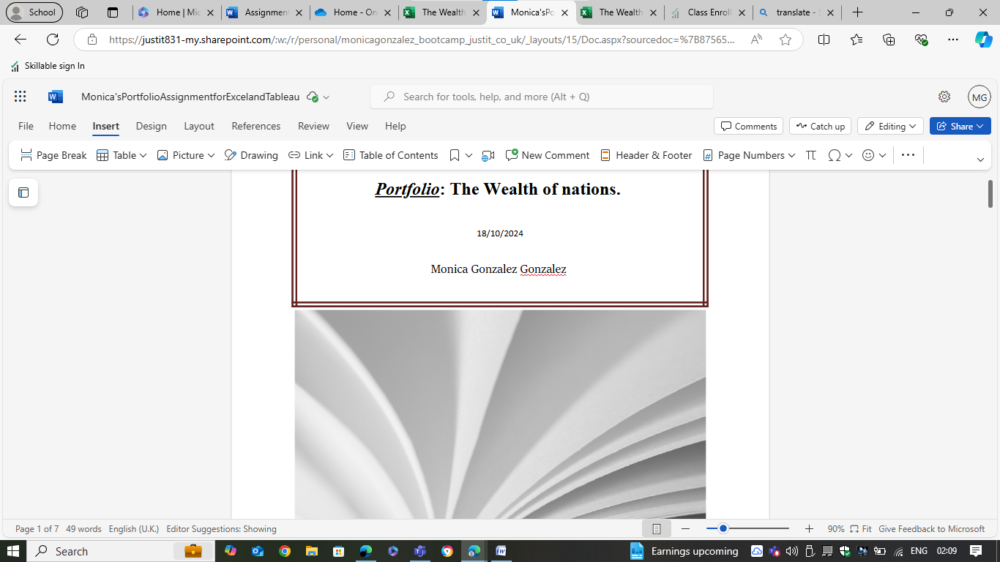 School
Home | Mic
Assignment
Home - On
The Wealth
Monica'sPo
The Wealth
Class Enroll
translate - S
https://justit831-my.sharepoint.com/:w:/r/personal/monicagonzalez_bootcamp_justit_co_uk/_layouts/15/Doc.aspx?sourcedoc=%7B87565...
Skillable sign In
Monica'sPortfolioAssignmentforExcelandTableau
Search for tools, help, and more (Alt + Q)
MG
File Home Insert Design Layout References Review View Help
Comments Catch up Editing Share
Page Break Table Picture Drawing Link Table of Contents New Comment Header & Footer Page Numbers
Portfolio: The Wealth of nations.
18/10/2024
Monica Gonzalez Gonzalez
Page 1 of 7 49 words English (U.K.) Editor Suggestions: Showing 90% Fit Give Feedback to Microsoft
Search Earnings upcoming ENG 02:09